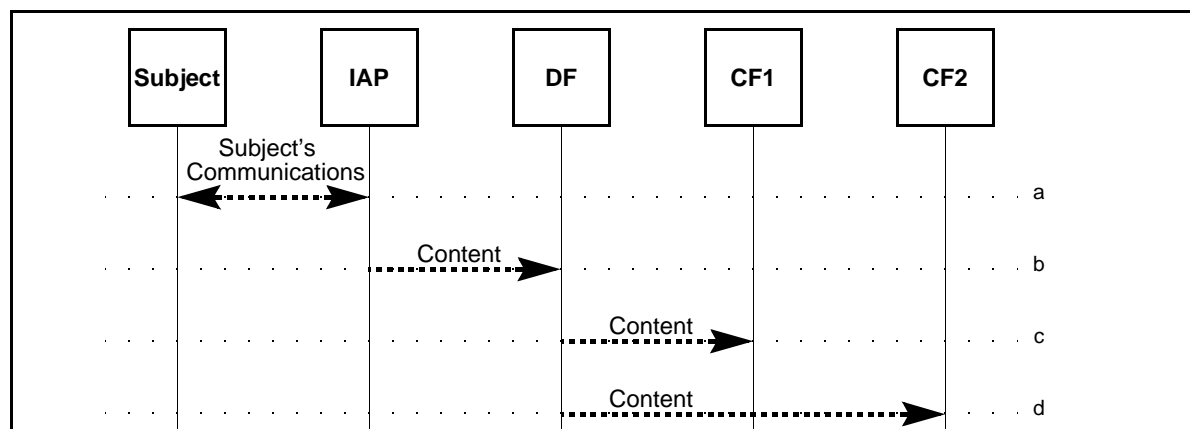 Subject IAP DF CF1 CF2
Subject's
Communications
a
Content
b
Content
c
Content
d